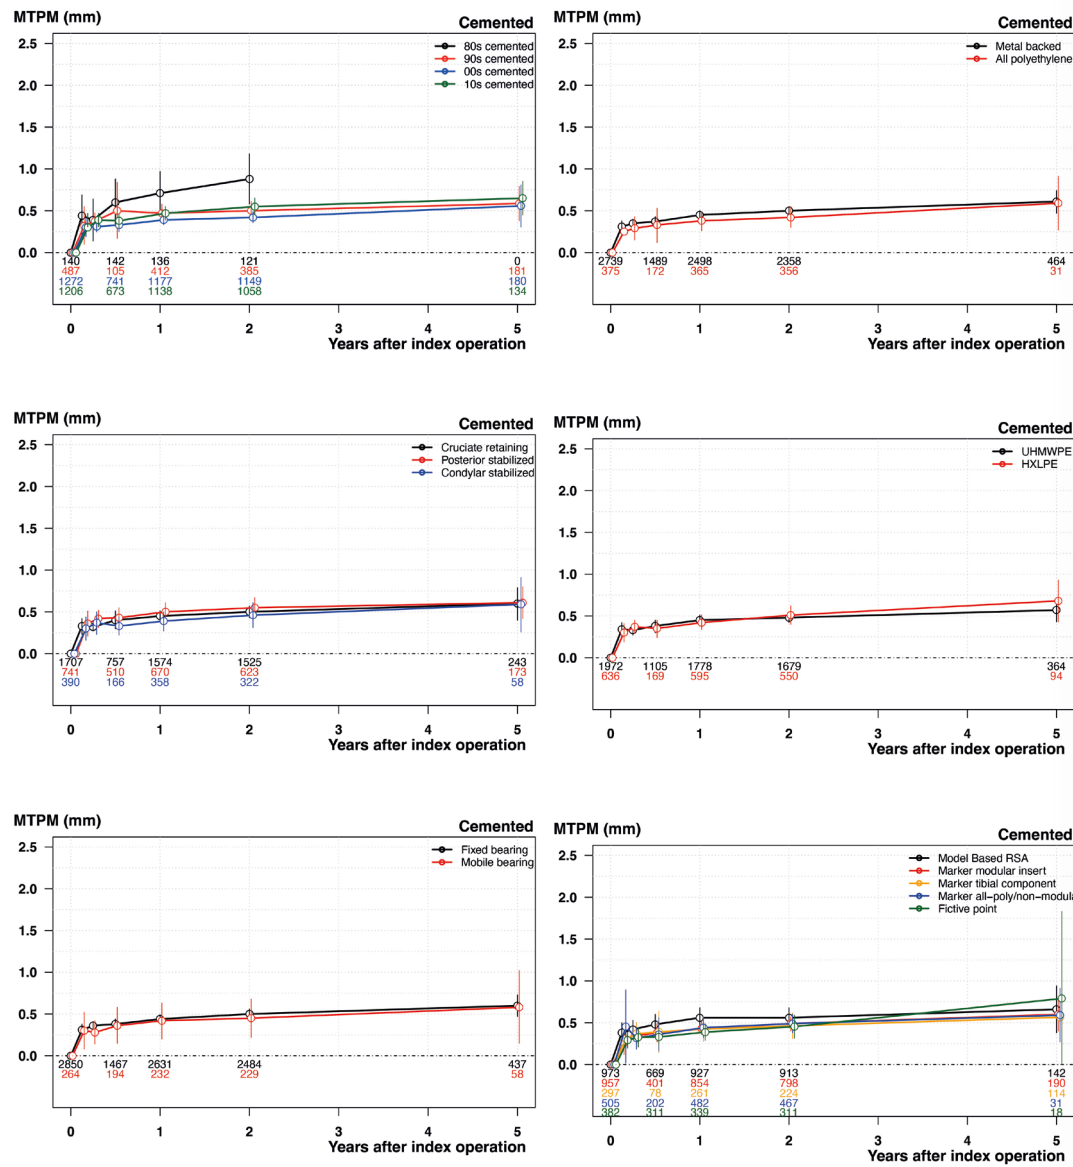 MTPM (mm)
Cemented
80s cemented
90s cemented
00s cemented
10s cemented
2.5
2.0
1.5
1.0
0.5
0.0
140 142 136 121 0
487 105 412 385 181
1272 741 1177 1149 180
1206 673 1138 1058 134
0 1 2 3 4 5
Years after index operation
MTPM (mm)
Cemented
Metal backed
All polyethylene
2.5
2.0
1.5
1.0
0.5
0.0
2739 1489 2498 2358 464
375 172 365 356 31
0 1 2 3 4 5
Years after index operation
MTPM (mm)
Cemented
Cruciate retaining
Posterior stabilized
Condylar stabilized
2.5
2.0
1.5
1.0
0.5
0.0
1707 757 1574 1525 243
741 510 670 623 173
390 166 358 322 58
0 1 2 3 4 5
Years after index operation
MTPM (mm)
Cemented
UHMWPE
HXLPE
2.5
2.0
1.5
1.0
0.5
0.0
1972 1105 1778 1679 364
636 169 595 550 94
0 1 2 3 4 5
Years after index operation
MTPM (mm)
Cemented
Fixed bearing
Mobile bearing
2.5
2.0
1.5
1.0
0.5
0.0
2850 1467 2631 2484 437
264 194 232 229 58
0 1 2 3 4 5
Years after index operation
MTPM (mm)
Cemented
Model Based RSA
Marker modular insert
Marker tibial component
Marker all-poly/non-modula
Fictive point
2.5
2.0
1.5
1.0
0.5
0.0
973 669 927 913 142
957 401 854 798 190
297 78 261 224 114
505 202 482 467 31
382 311 339 311 18
0 1 2 3 4 5
Years after index operation